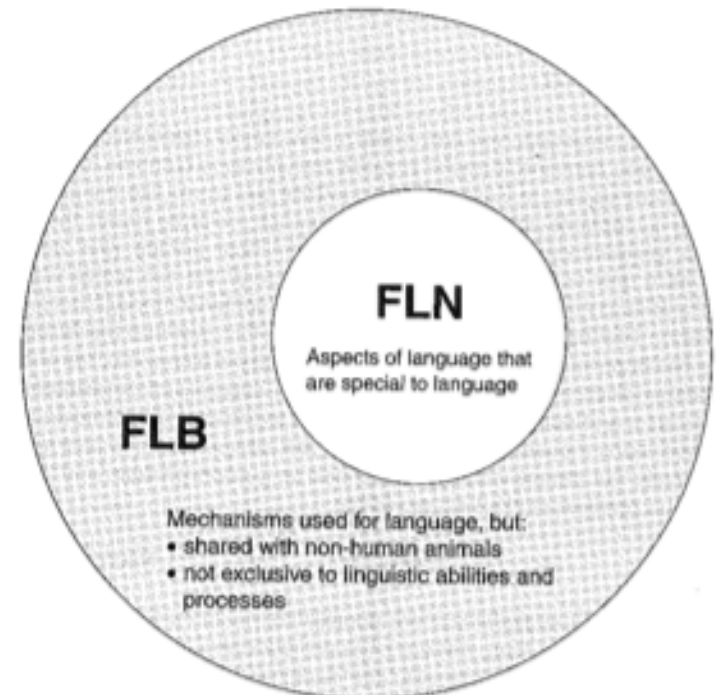 FLN
Aspects of language that
are special to language
FLB
Mechanisms used for language, but:
• shared with non-human animals
• not exclusive to linguistic abilities and
processes